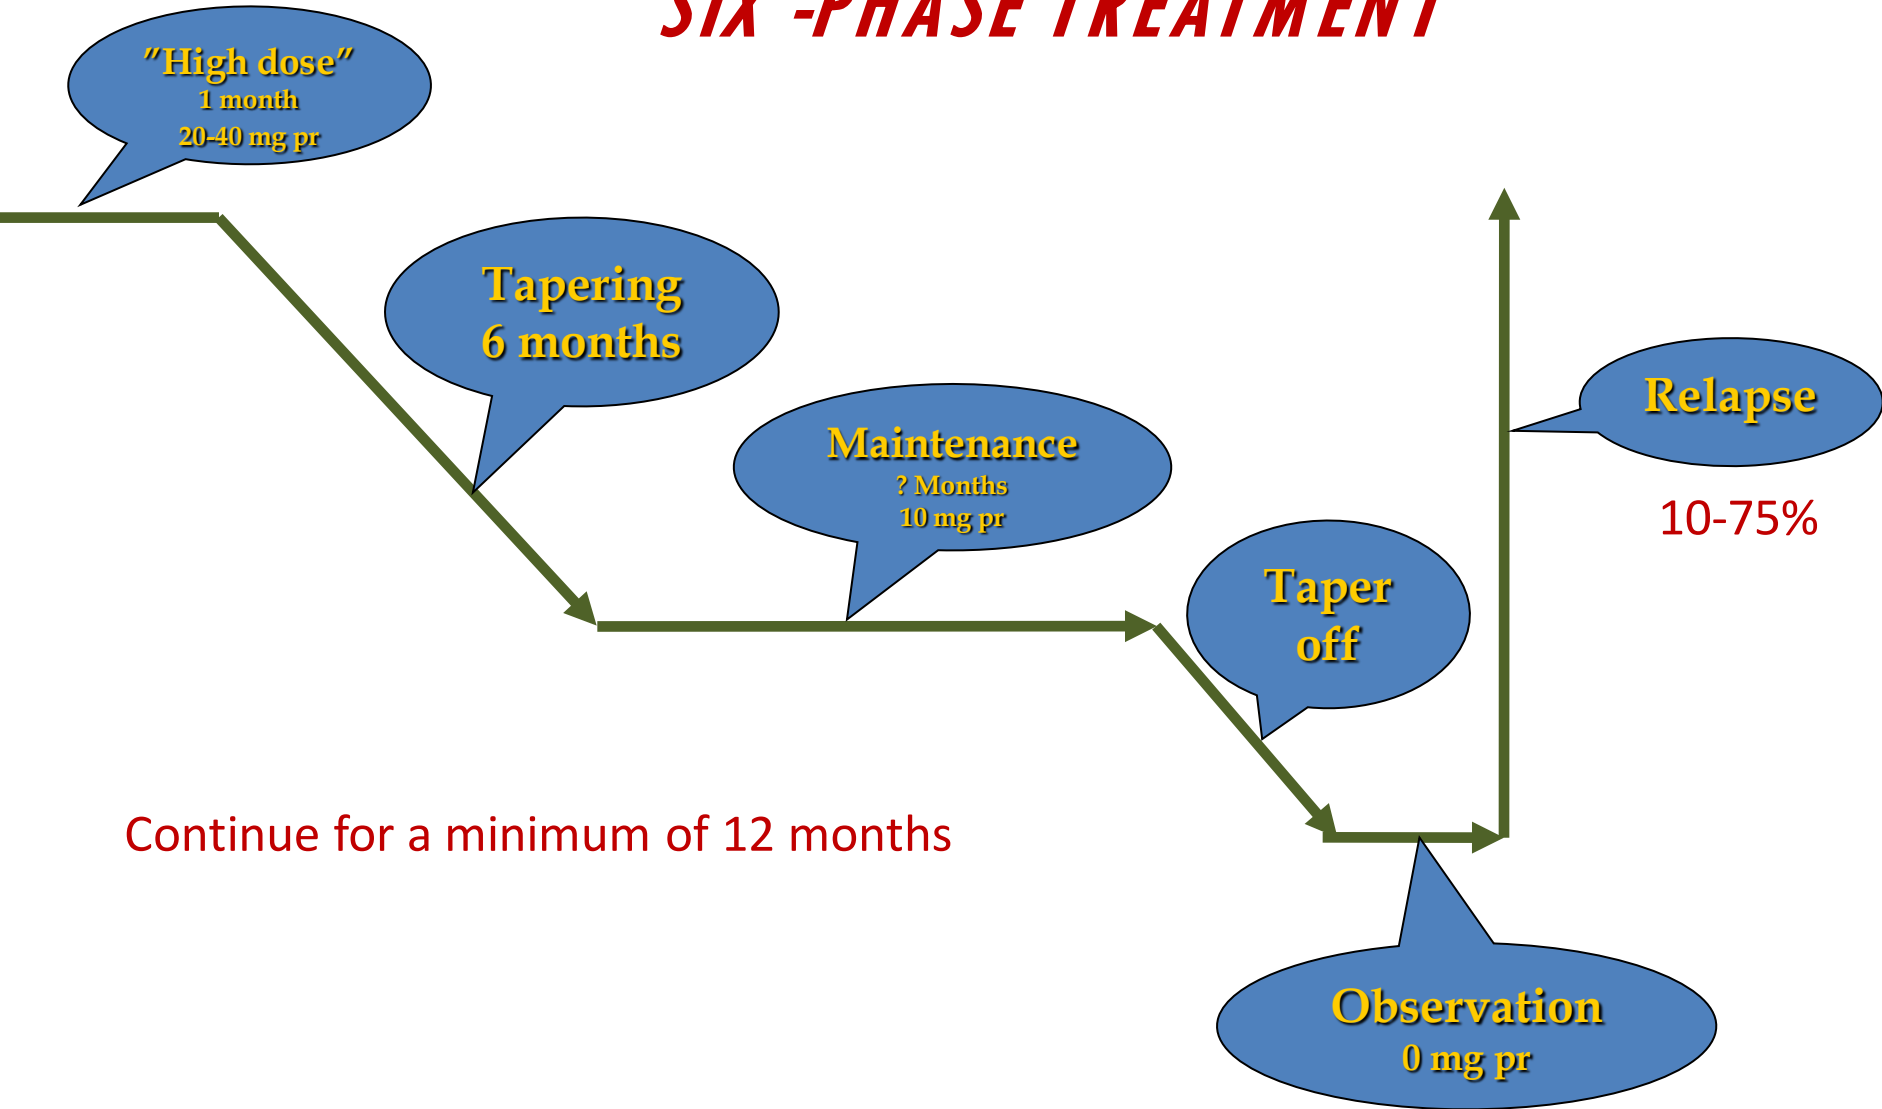 SIX -PHASE TREATMENT
"High dose"
1 month
20-40 mg pr
Tapering
6 months
Maintenance
? Months
10 mg pr
Taper
off
Relapse
10-75%
Continue for a minimum of 12 months
Observation
0 mg pr